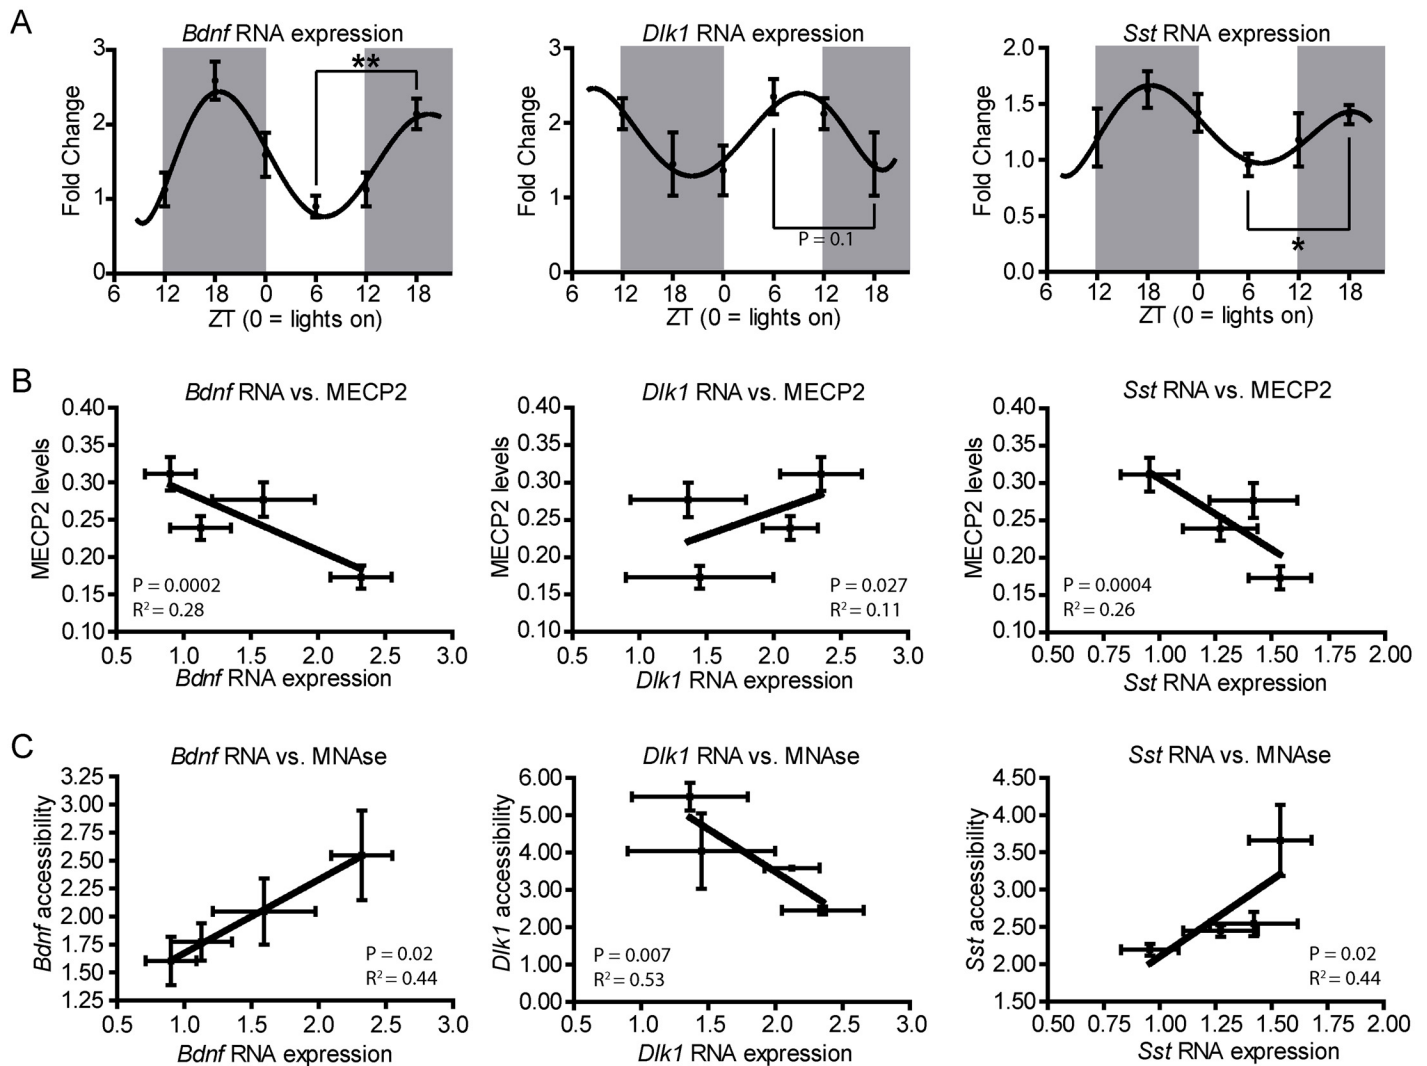 A
Bdnf RNA expression
Fold Change
3
2
1
0
**
6 12 18 0 6 12 18
ZT (0 = lights on)
Dlk1 RNA expression
Fold Change
3
2
1
0
P = 0.1
6 12 18 0 6 12 18
ZT (0 = lights on)
Sst RNA expression
Fold Change
2.0
1.5
1.0
0.5
0.0
*
6 12 18 0 6 12 18
ZT (0 = lights on)
B
Bdnf RNA vs. MECP2
MECP2 levels
0.40
0.35
0.30
0.25
0.20
0.15
0.10
P = 0.0002
R² = 0.28
0.5 1.0 1.5 2.0 2.5 3.0
Bdnf RNA expression
Dlk1 RNA vs. MECP2
MECP2 levels
0.40
0.35
0.30
0.25
0.20
0.15
0.10
P = 0.027
R² = 0.11
0.5 1.0 1.5 2.0 2.5 3.0
Dlk1 RNA expression
Sst RNA vs. MECP2
MECP2 levels
0.40
0.35
0.30
0.25
0.20
0.15
0.10
P = 0.0004
R² = 0.26
0.50 0.75 1.00 1.25 1.50 1.75 2.00
Sst RNA expression
C
Bdnf RNA vs. MNAse
Bdnf accessibility
3.25
3.00
2.75
2.50
2.25
2.00
1.75
1.50
1.25
P = 0.02
R² = 0.44
0.5 1.0 1.5 2.0 2.5 3.0
Bdnf RNA expression
Dlk1 RNA vs. MNAse
Dlk1 accessibility
6.00
5.00
4.00
3.00
2.00
1.00
0.00
P = 0.007
R² = 0.53
0.5 1.0 1.5 2.0 2.5 3.0
Dlk1 RNA expression
Sst RNA vs. MNAse
Sst accessibility
4.50
4.00
3.50
3.00
2.50
2.00
1.50
P = 0.02
R² = 0.44
0.50 0.75 1.00 1.25 1.50 1.75 2.00
Sst RNA expression